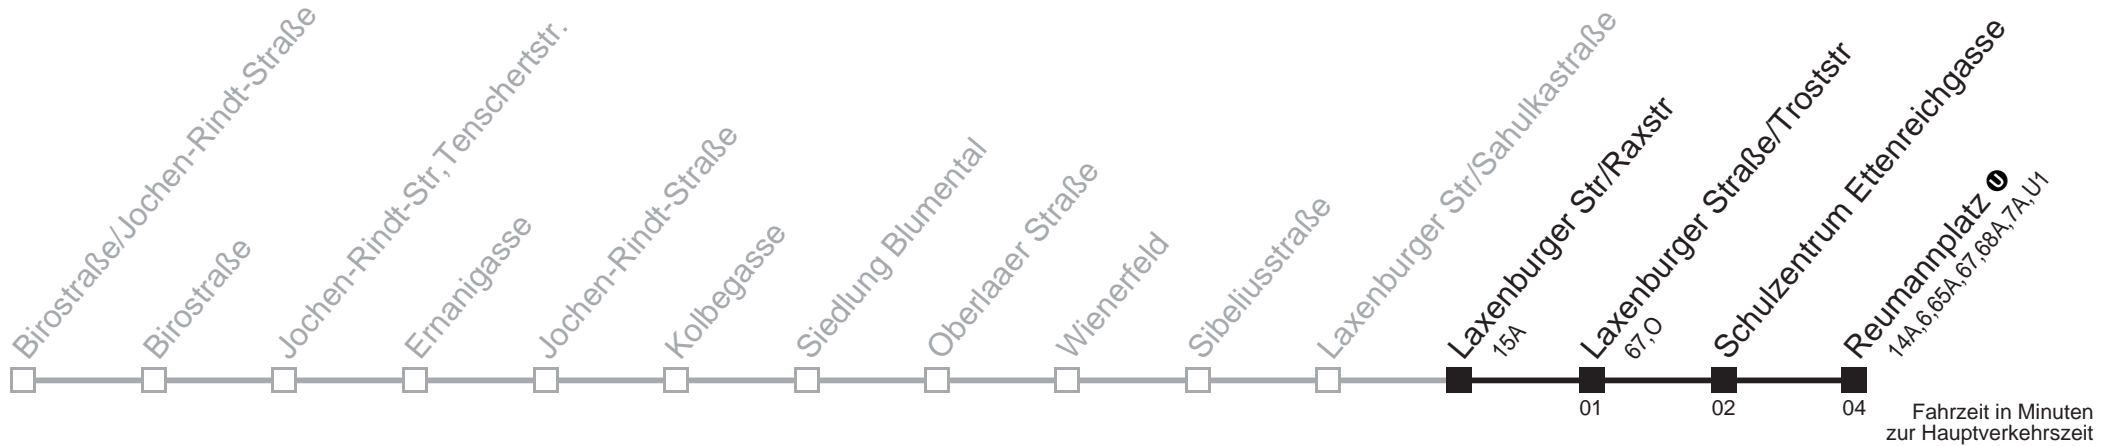 Birostraße/Jochen-Rindt-Straße
Birostraße
Jochen-Rindt-Str,Tenschertstr.
Ernanigasse
Jochen-Rindt-Straße
Kolbegasse
Siedlung Blumental
Oberlaaer Straße
Wienerfeld
Sibeliusstraße
Laxenburger Str/Sahulkastraße
Laxenburger Str/Raxstr
15A
Laxenburger Straße/Troststr
67,O
Schulzentrum Ettenreichgasse
Reumannplatz U
14A,6,65A,67,68A,7A,U1
01
02
04
Fahrzeit in Minuten
zur Hauptverkehrszeit